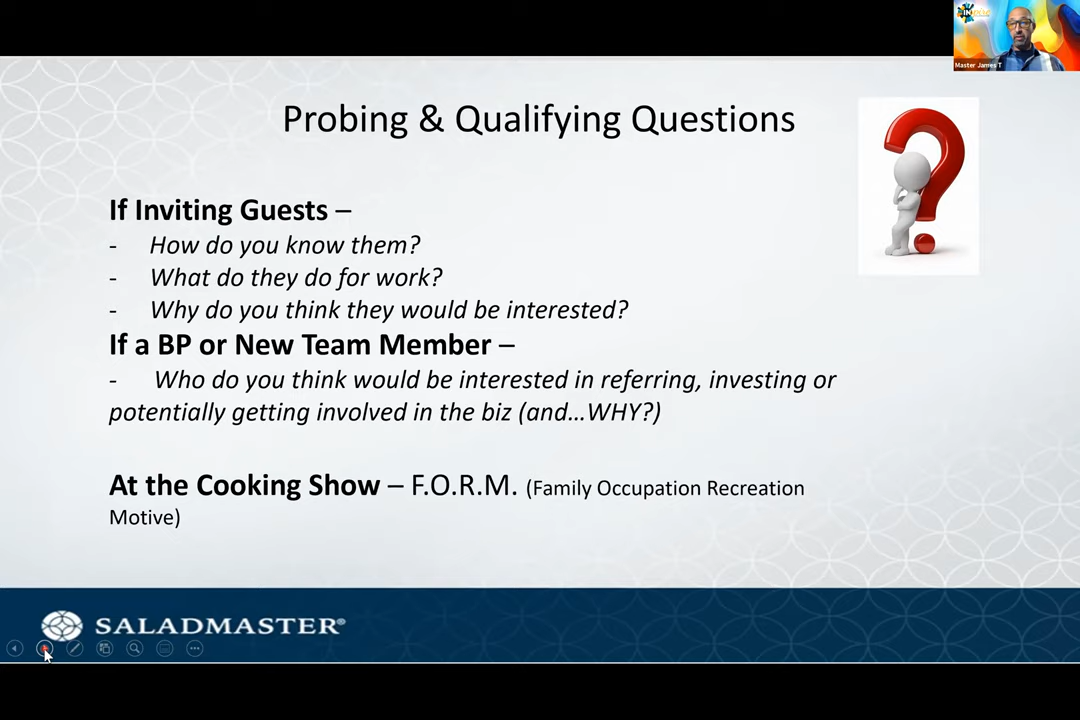 Master James T
Probing & Qualifying Questions
If Inviting Guests –
- How do you know them?
- What do they do for work?
- Why do you think they would be interested?
If a BP or New Team Member –
- Who do you think would be interested in referring, investing or
potentially getting involved in the biz (and…WHY?)
At the Cooking Show – F.O.R.M. (Family Occupation Recreation
Motive)
SALADMASTER®